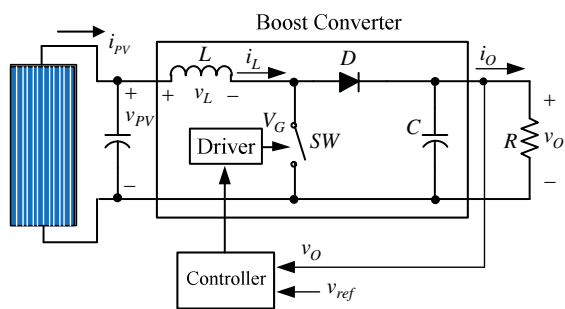 Boost Converter
i_PV
L
i_L
D
i_O
+
v_PV
−
+ v_L −
V_G
SW
Driver
C
R
+
v_O
−
Controller
v_O
v_ref